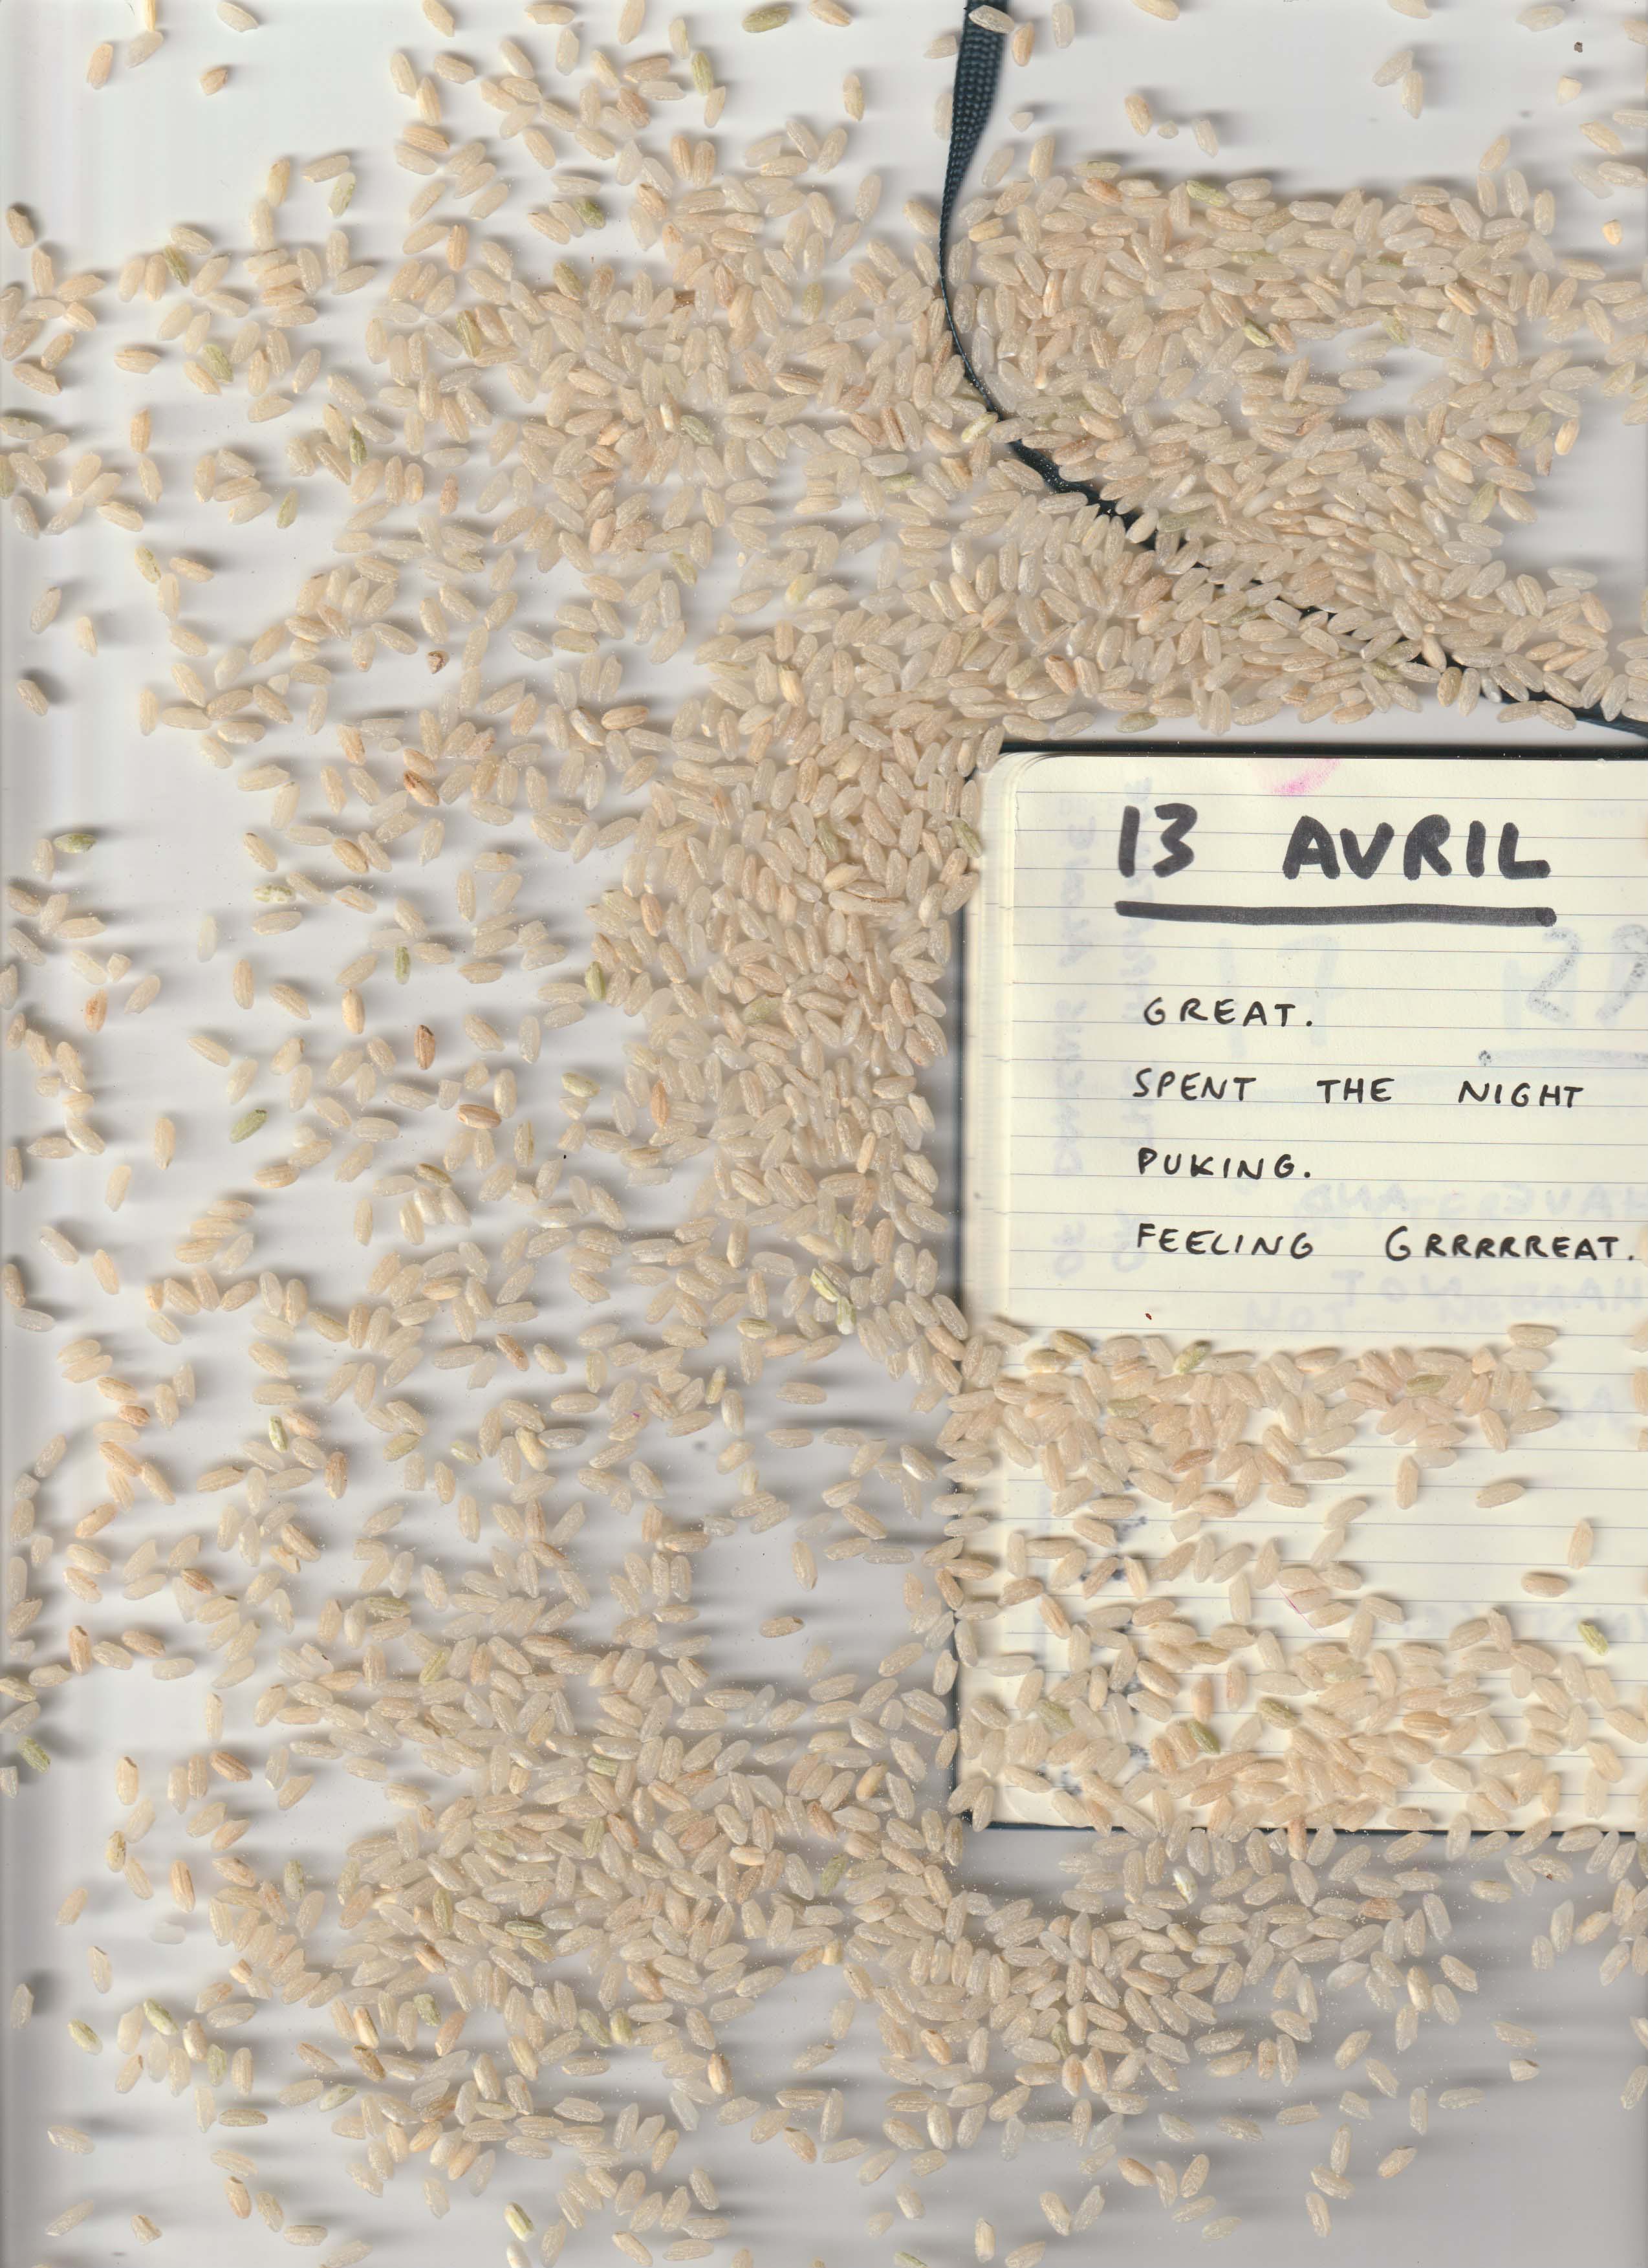 13 AVRIL
GREAT.
SPENT THE NIGHT
PUKING.
FEELING GRRRRREAT.